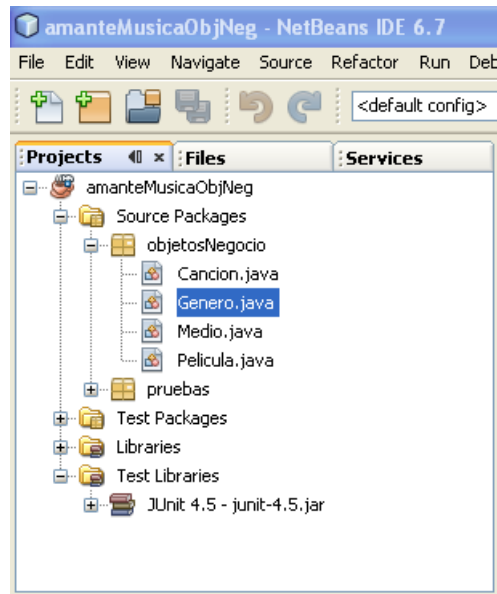 amanteMusicaObjNeg - NetBeans IDE 6.7
File Edit View Navigate Source Refactor Run Deb
<default config>
Projects Files Services
amanteMusicaObjNeg
Source Packages
objetosNegocio
Cancion.java
Genero.java
Medio.java
Pelicula.java
pruebas
Test Packages
Libraries
Test Libraries
JUnit 4.5 - junit-4.5.jar